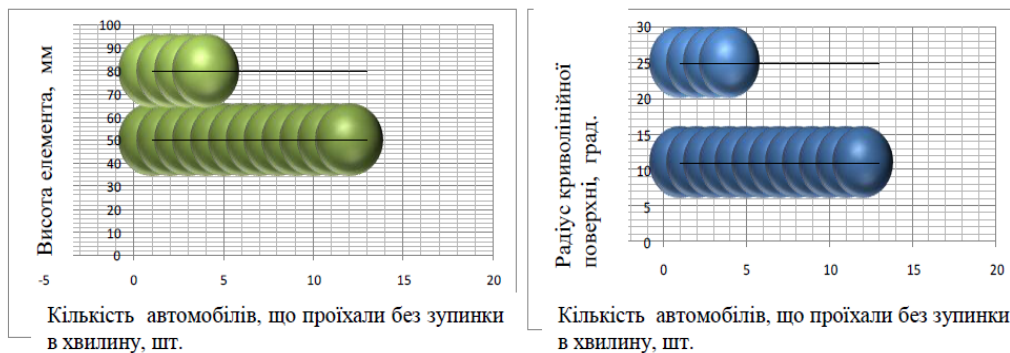 Висота елемента, мм
100
90
80
70
60
50
40
30
20
10
0
-5 0 5 10 15 20
Кількість автомобілів, що проїхали без зупинки
в хвилину, шт.
Радіус криволінійної
поверхні, град.
30
25
20
15
10
5
0
0 5 10 15 20
Кількість автомобілів, що проїхали без зупинки
в хвилину, шт.